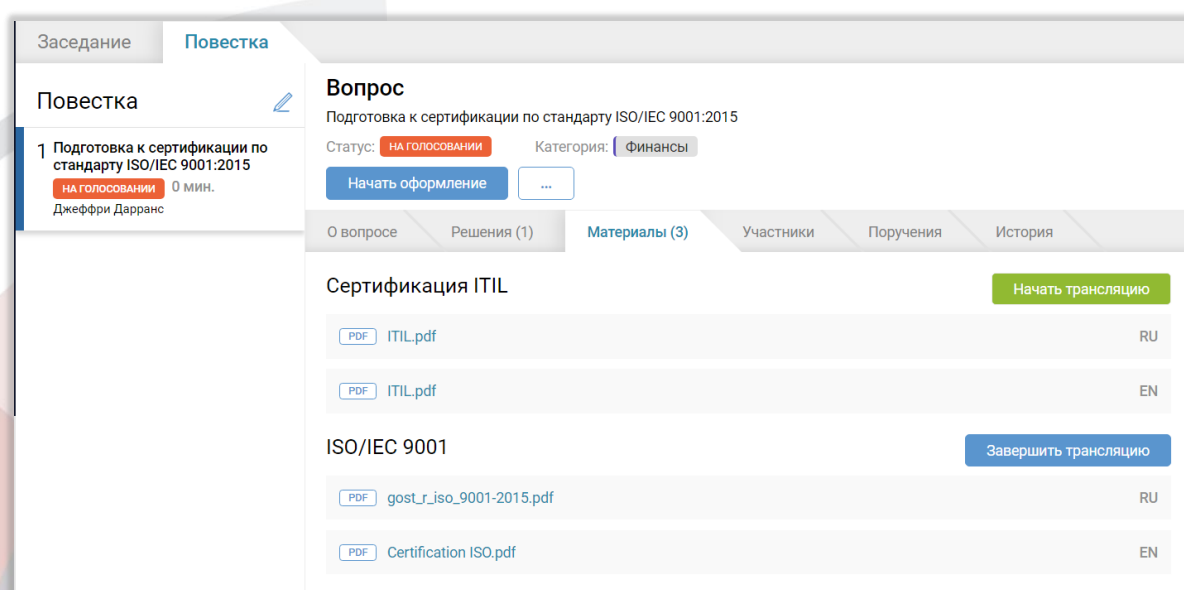 Заседание
Повестка
Повестка
1 Подготовка к сертификации по
стандарту ISO/IEC 9001:2015
НА ГОЛОСОВАНИИ 0 мин.
Джеффри Дарранс
Вопрос
Подготовка к сертификации по стандарту ISO/IEC 9001:2015
Статус: НА ГОЛОСОВАНИИ Категория: Финансы
Начать оформление ...
О вопросе Решения (1) Материалы (3) Участники Поручения История
Сертификация ITIL Начать трансляцию
PDF ITIL.pdf RU
PDF ITIL.pdf EN
ISO/IEC 9001 Завершить трансляцию
PDF gost_r_iso_9001-2015.pdf RU
PDF Certification ISO.pdf EN